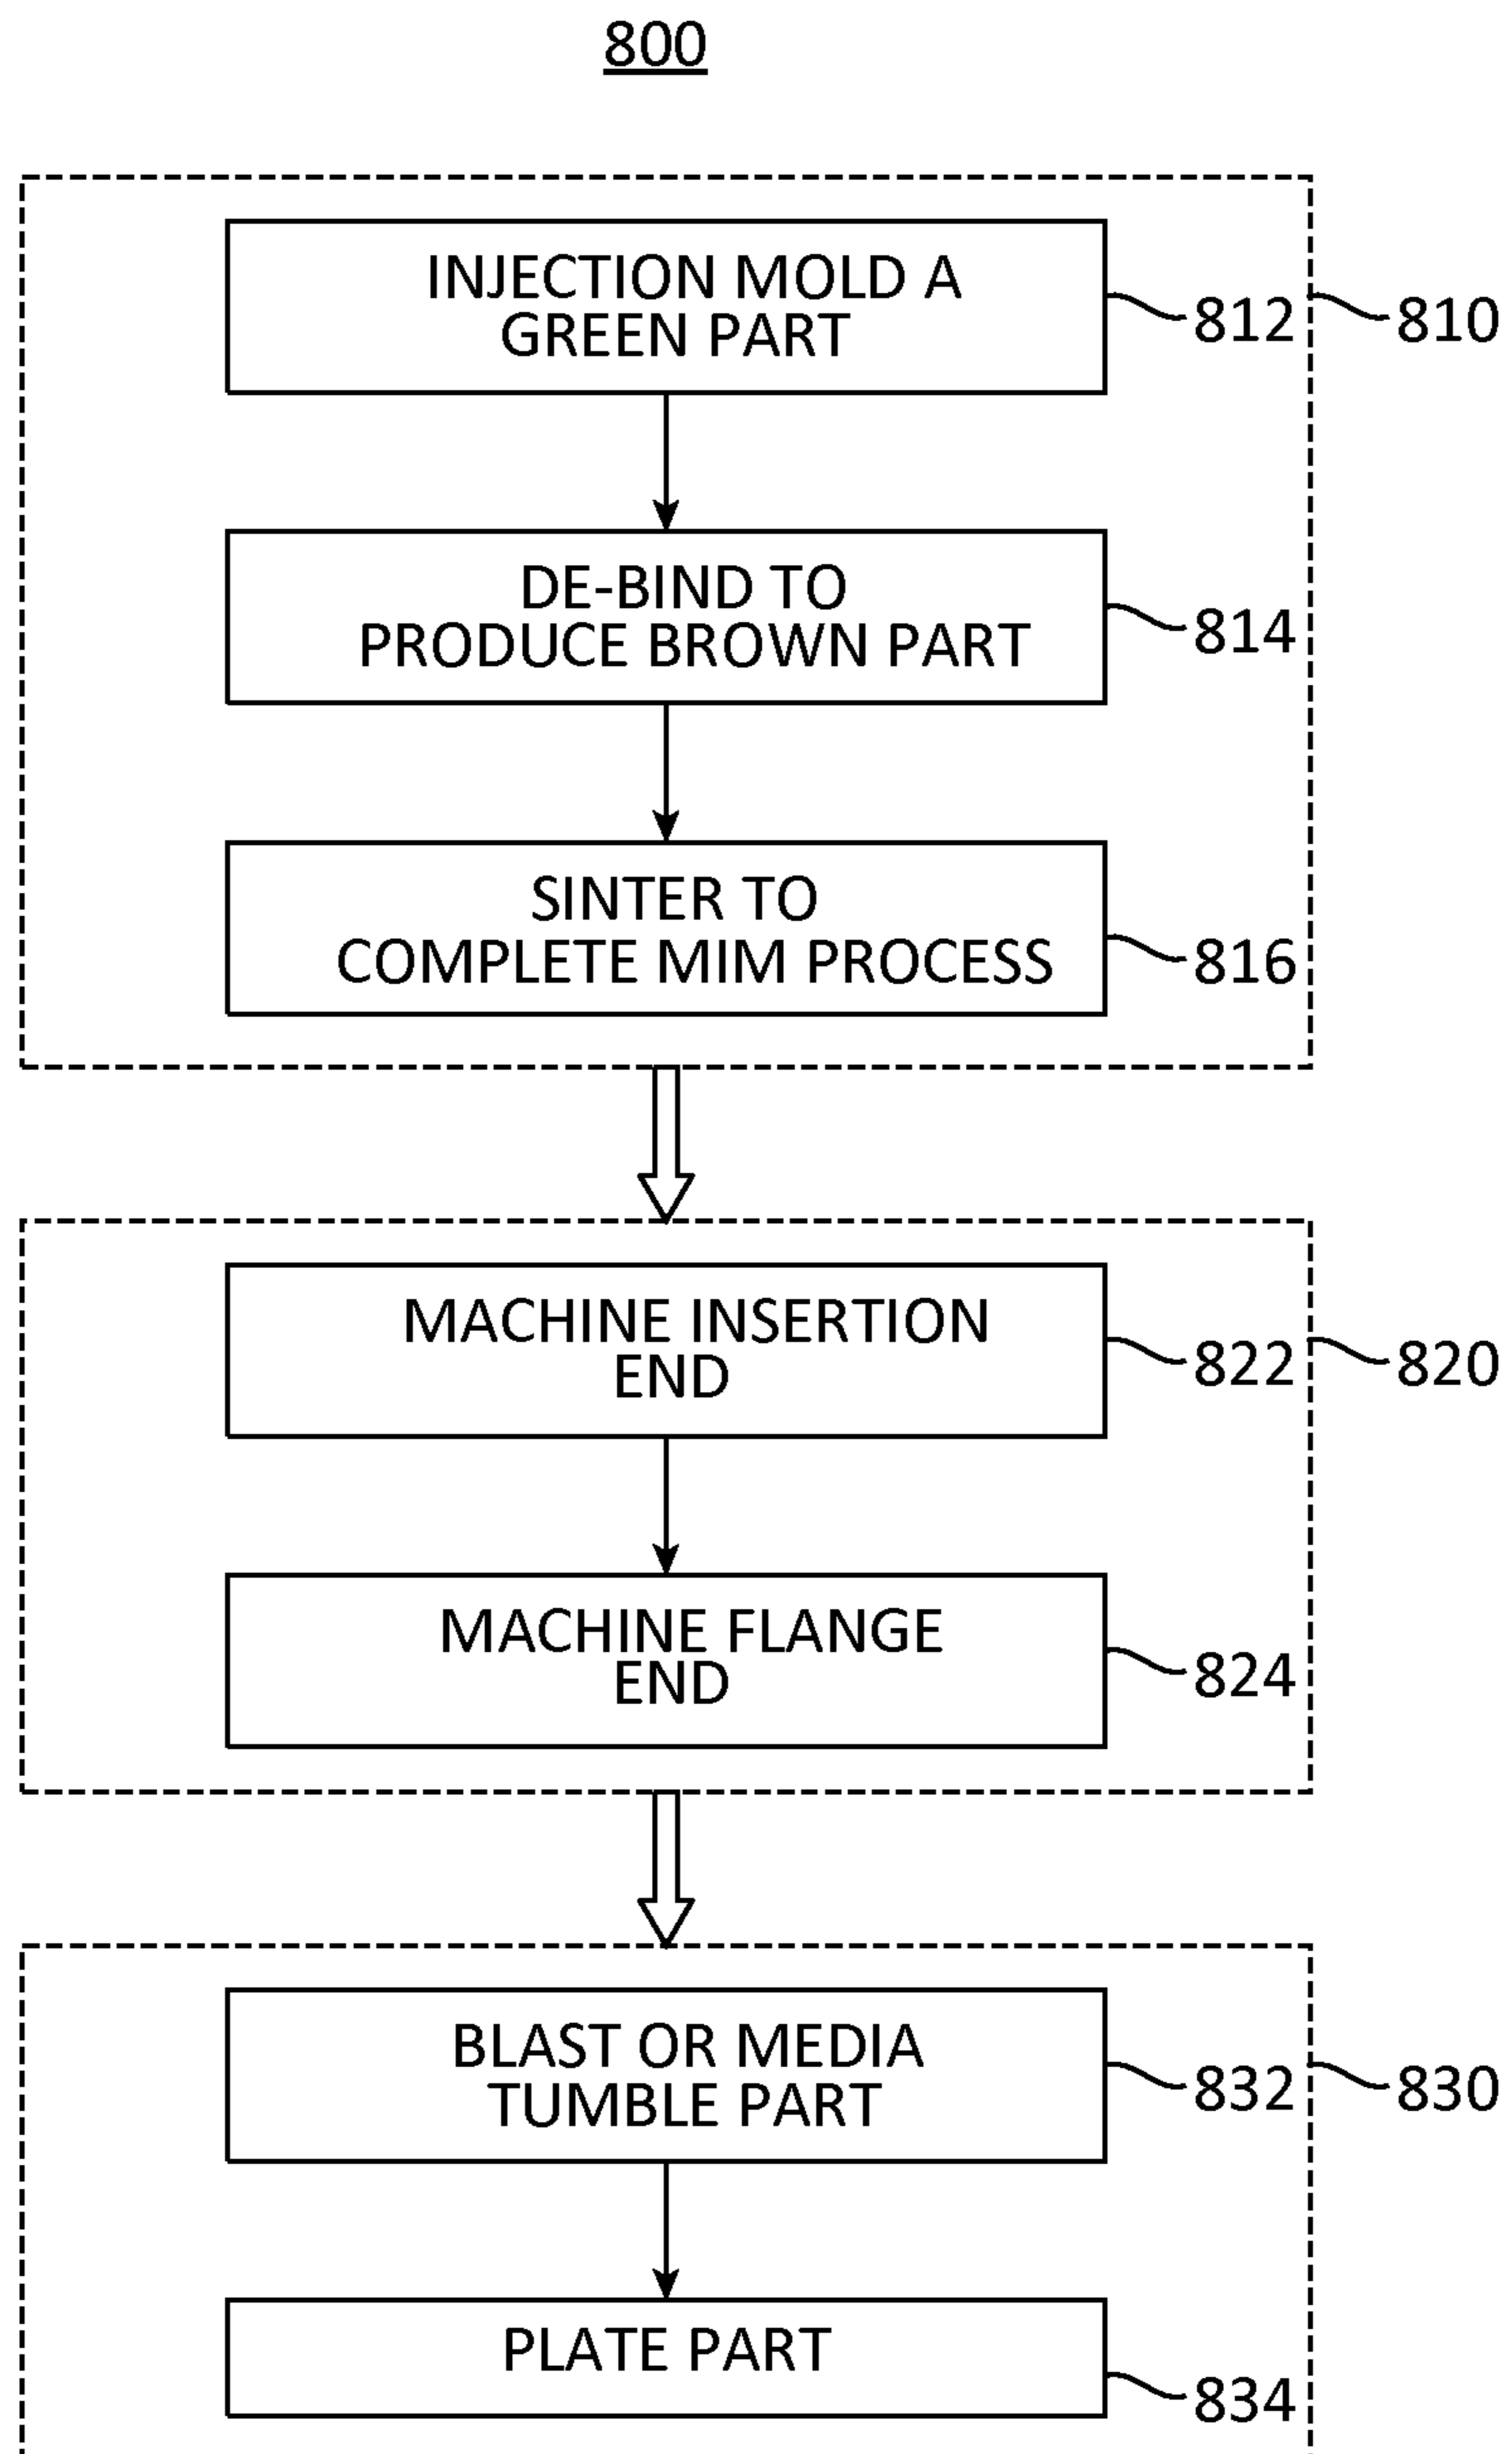 800
INJECTION MOLD A
GREEN PART
812
810
DE-BIND TO
PRODUCE BROWN PART
814
SINTER TO
COMPLETE MIM PROCESS
816
MACHINE INSERTION
END
822
820
MACHINE FLANGE
END
824
BLAST OR MEDIA
TUMBLE PART
832
830
PLATE PART
834